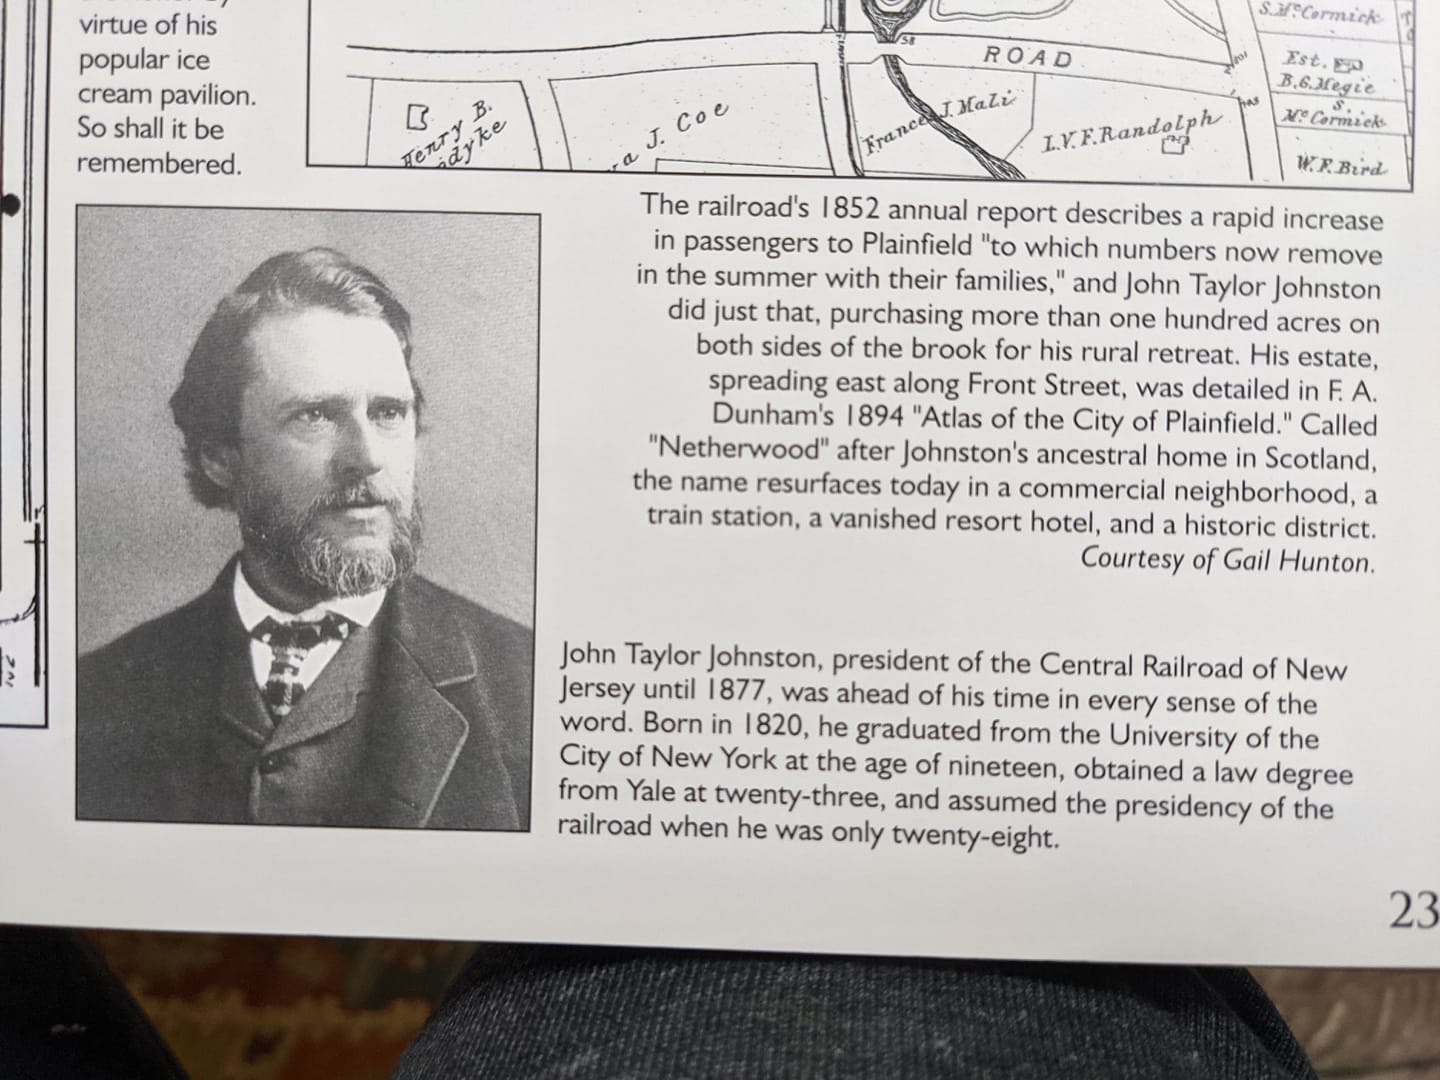 virtue of his
popular ice
cream pavilion.
So shall it be
remembered.
58
ROAD
S. McCormick
Est.
B.G. Megie
S.
McCormick
W. F. Bird
Henry B.
J. Coe
Frances J. Mali
L.V.F. Randolph
The railroad's 1852 annual report describes a rapid increase
in passengers to Plainfield "to which numbers now remove
in the summer with their families," and John Taylor Johnston
did just that, purchasing more than one hundred acres on
both sides of the brook for his rural retreat. His estate,
spreading east along Front Street, was detailed in F. A.
Dunham's 1894 "Atlas of the City of Plainfield." Called
"Netherwood" after Johnston's ancestral home in Scotland,
the name resurfaces today in a commercial neighborhood, a
train station, a vanished resort hotel, and a historic district.
Courtesy of Gail Hunton.
John Taylor Johnston, president of the Central Railroad of New
Jersey until 1877, was ahead of his time in every sense of the
word. Born in 1820, he graduated from the University of the
City of New York at the age of nineteen, obtained a law degree
from Yale at twenty-three, and assumed the presidency of the
railroad when he was only twenty-eight.
23